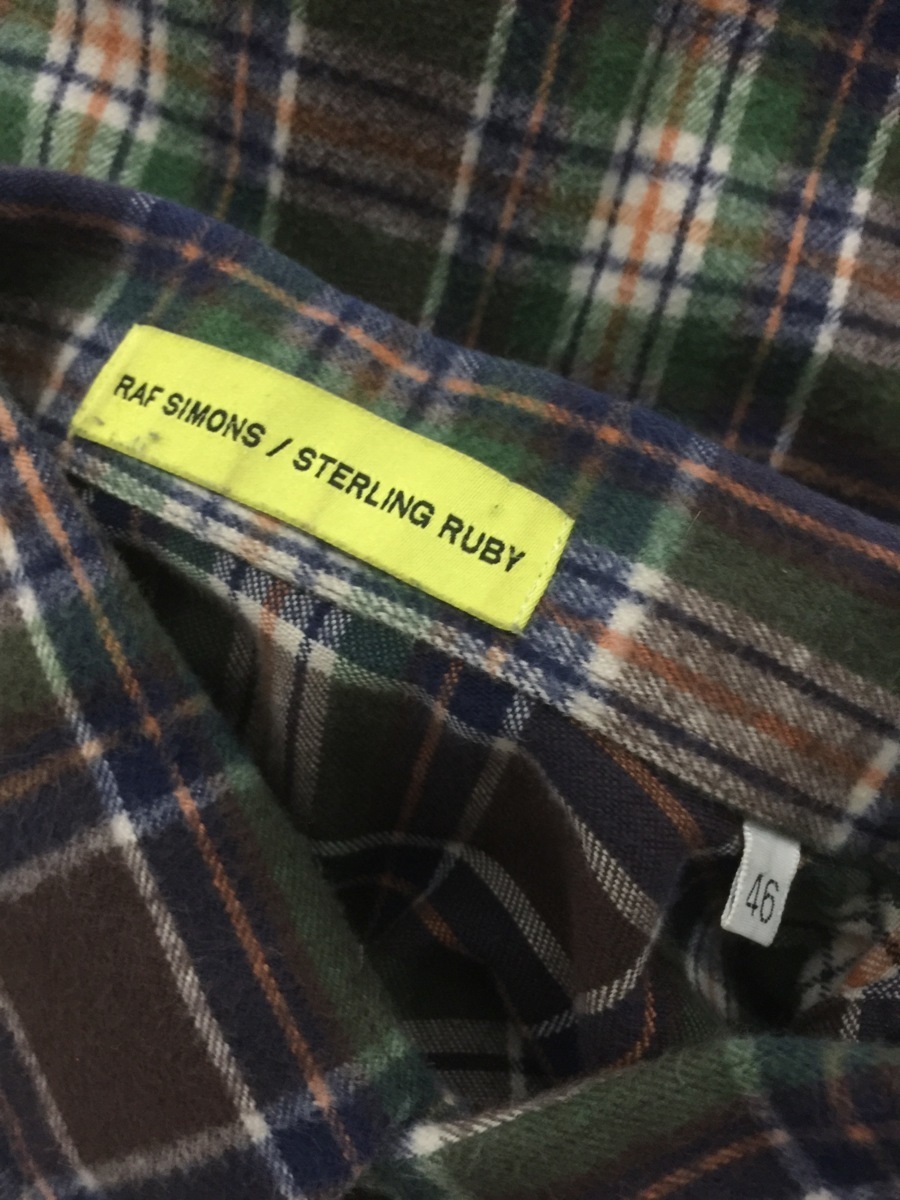 RAF SIMONS / STERLING RUBY
46